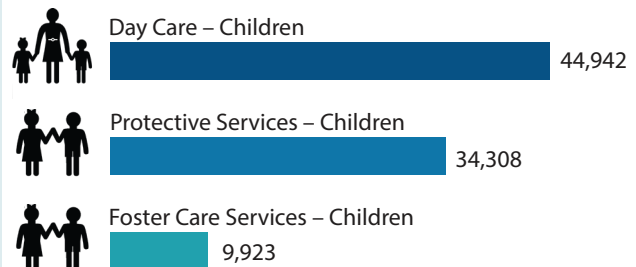 Day Care – Children
44,942
Protective Services – Children
34,308
Foster Care Services – Children
9,923